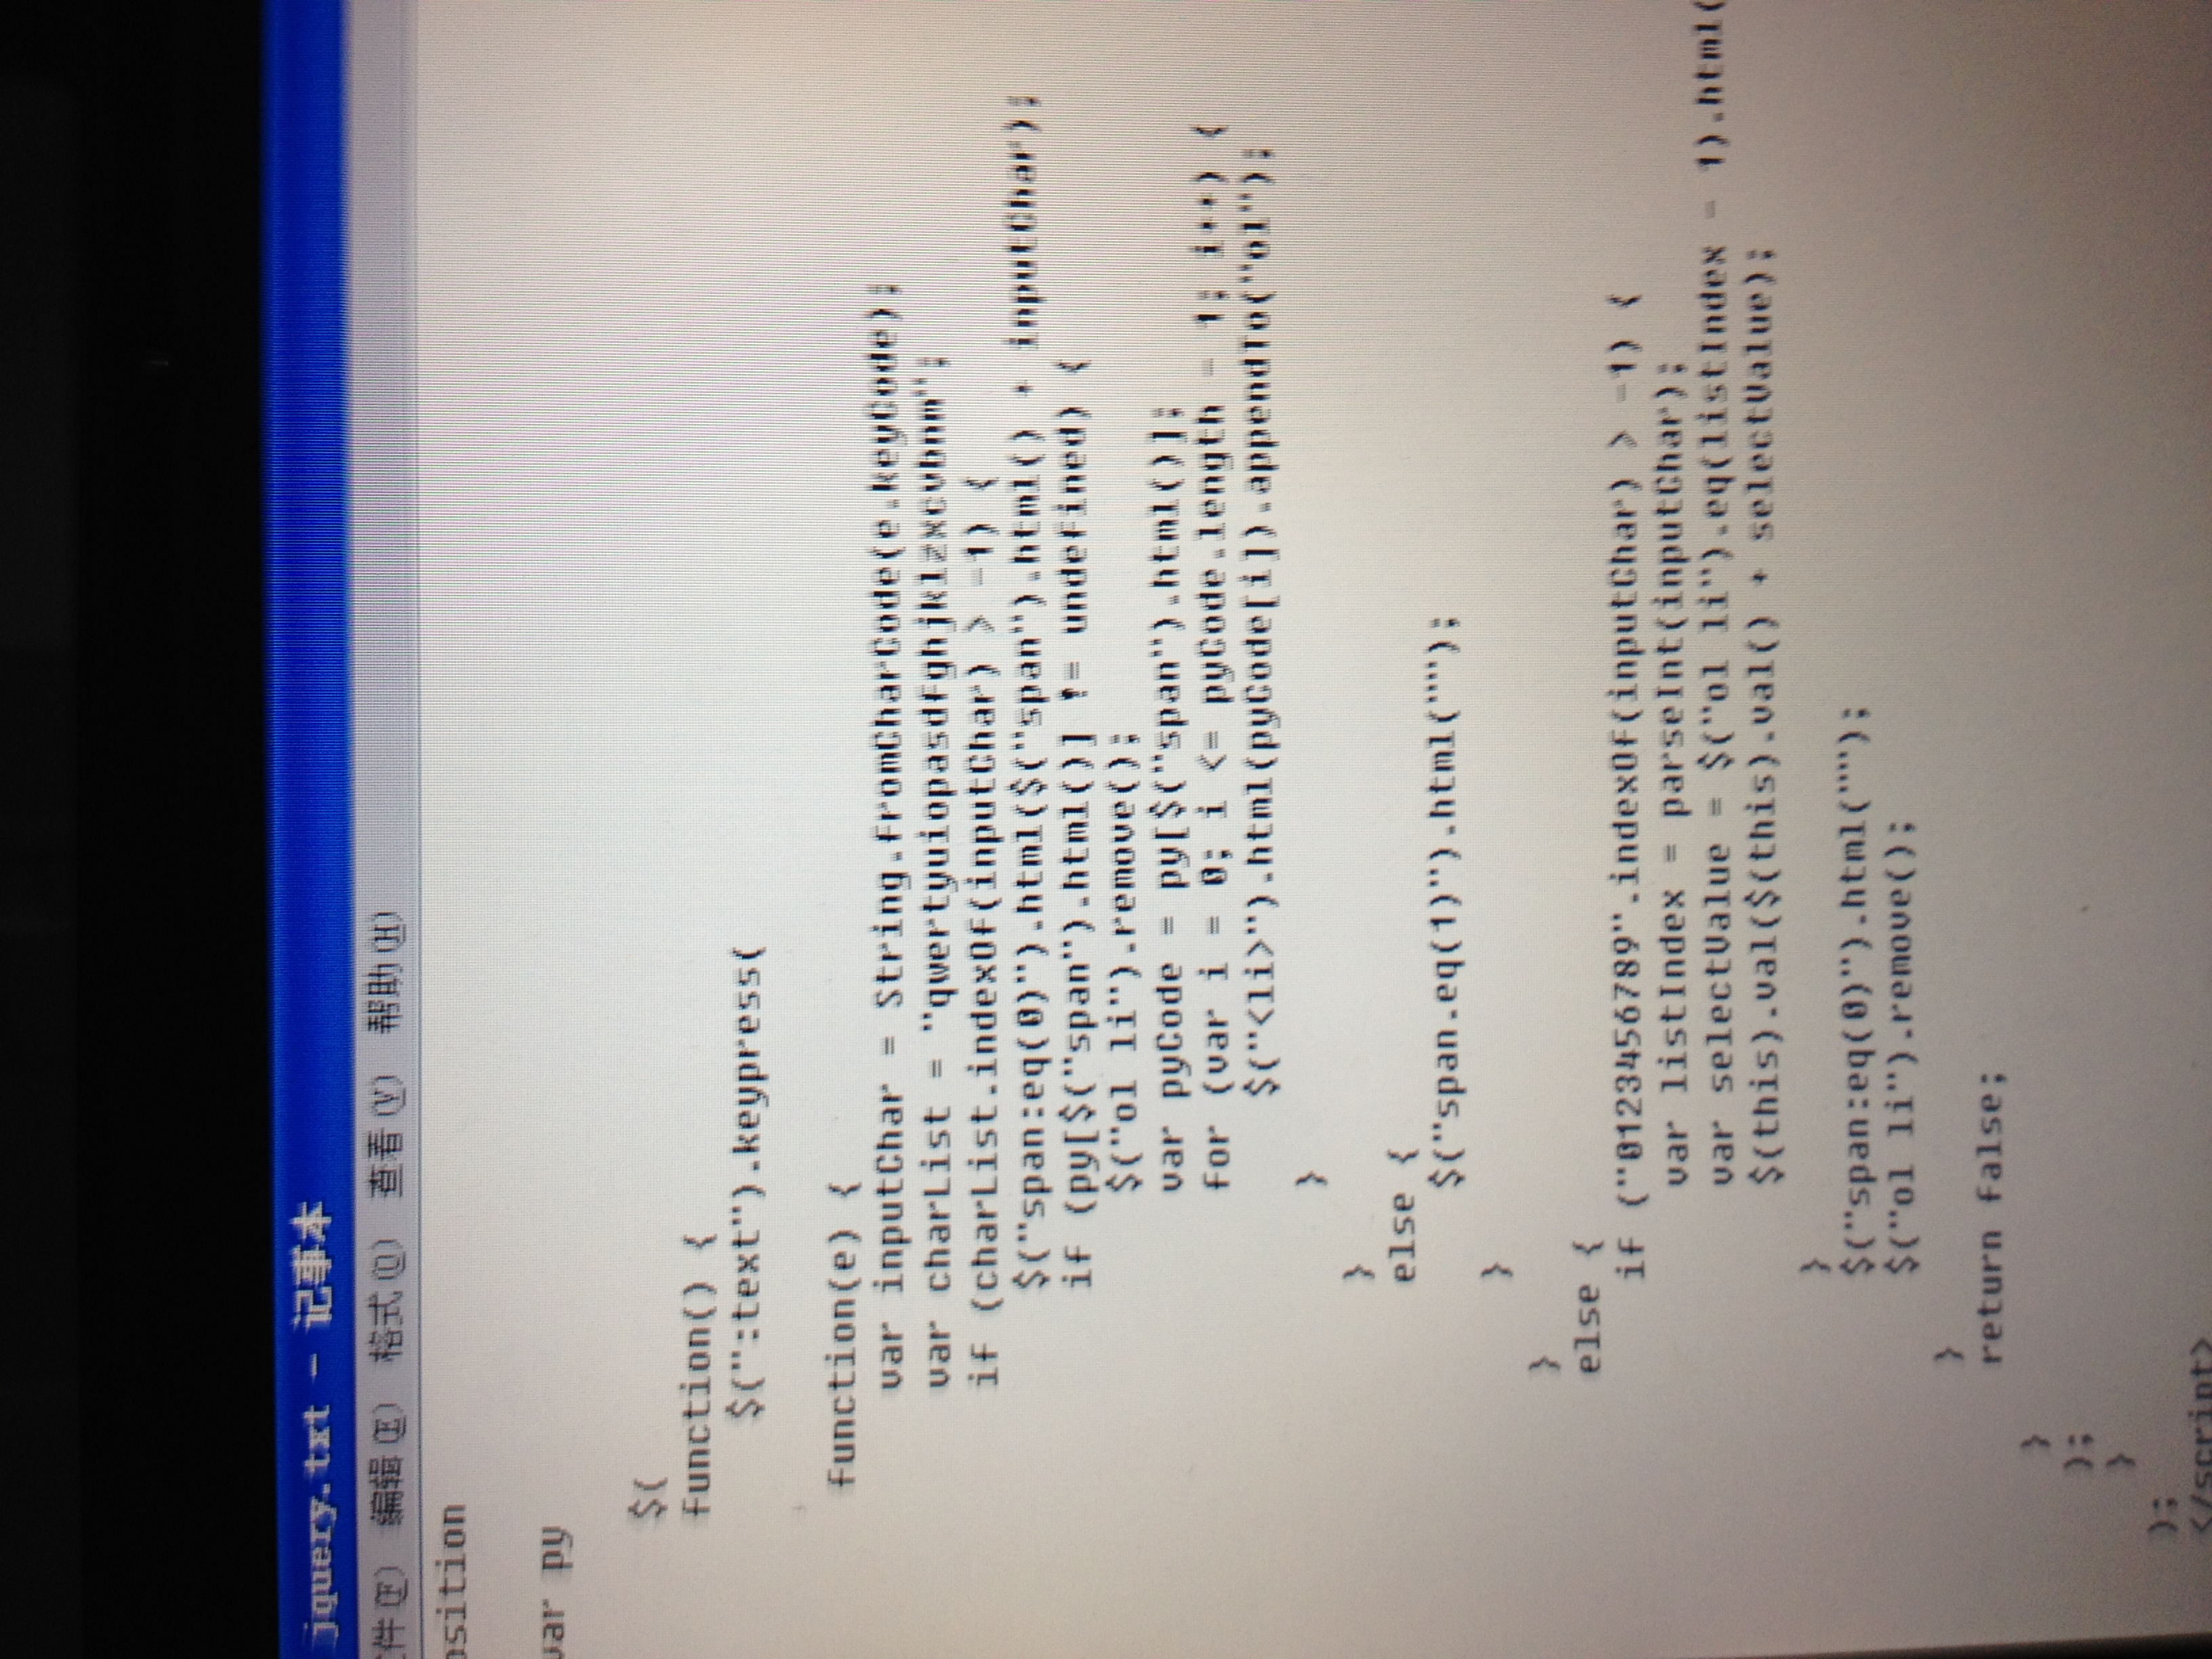 jquery.txt - 记事本
件(F) 编辑(E) 格式(O) 查看(V) 帮助(H)
osition
var py
$(
function() {
$(":text").keypress(
function(e) {
var inputChar = String.fromCharCode(e.keyCode);
var charList = "qwertyuiopasdfghjklzxcvbnm";
if (charList.indexOf(inputChar) > -1) {
$("span:eq(0)").html($("span").html() + inputChar);
if (py[$("span").html()] != undefined) {
$("ol li").remove();
var pyCode = py[$("span").html()];
for (var i = 0; i <= pyCode.length - 1; i++) {
$("<li>").html(pyCode[i]).appendTo("ol");
}
}
else {
$("span.eq(1)").html("");
}
}
else {
if ("0123456789".indexOf(inputChar) > -1) {
var listIndex = parseInt(inputChar);
var selectValue = $("ol li").eq(listIndex - 1).html(
$(this).val($(this).val() + selectValue);
}
$("span:eq(0)").html("");
$("ol li").remove();
}
return false;
}
);
}
);
</script>